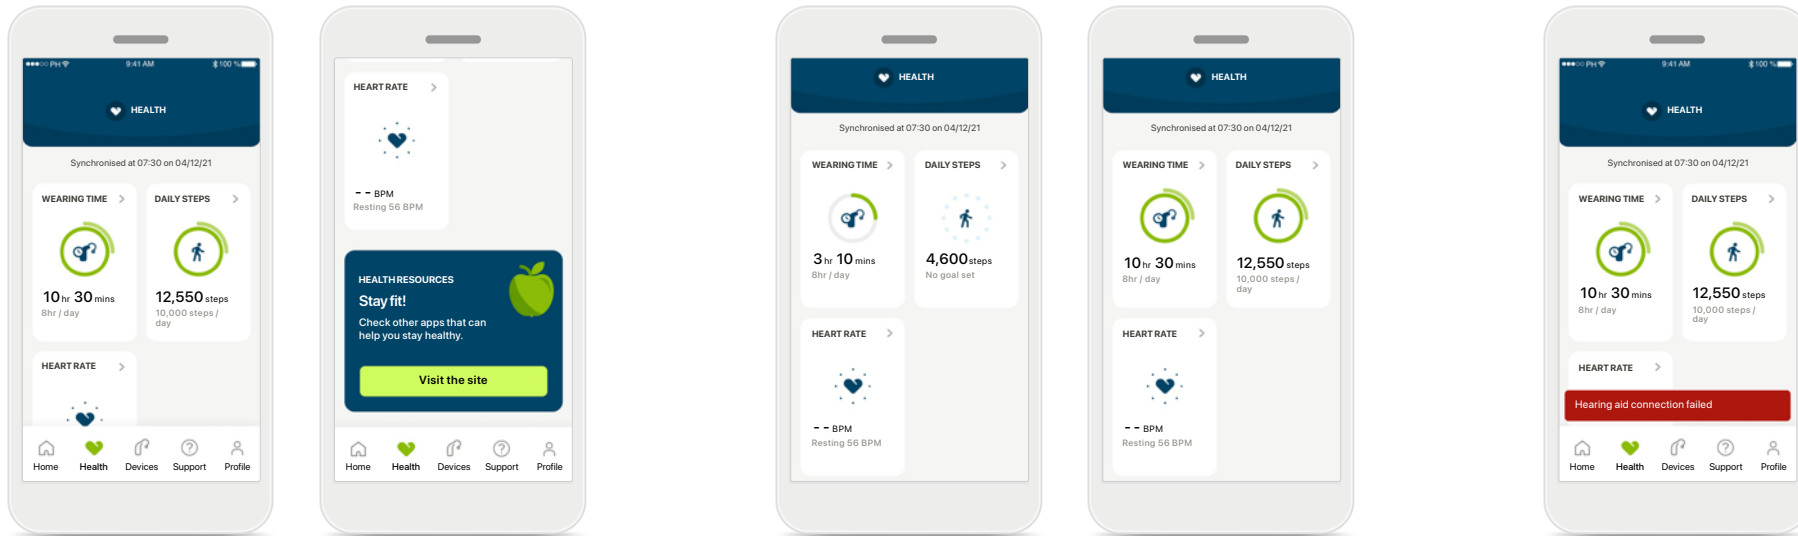 PH 9:41 AM 100 %
HEALTH
Synchronised at 07:30 on 04/12/21
WEARING TIME
DAILY STEPS
10 hr 30 mins
8hr / day
12,550 steps
10,000 steps /
day
HEART RATE
Home Health Devices Support Profile
HEART RATE
-- BPM
Resting 56 BPM
HEALTH RESOURCES
Stay fit!
Check other apps that can
help you stay healthy.
Visit the site
Home Health Devices Support Profile
HEALTH
Synchronised at 07:30 on 04/12/21
WEARING TIME
DAILY STEPS
3 hr 10 mins
8hr / day
4,600 steps
No goal set
HEART RATE
-- BPM
Resting 56 BPM
HEALTH
Synchronised at 07:30 on 04/12/21
WEARING TIME
DAILY STEPS
10 hr 30 mins
8hr / day
12,550 steps
10,000 steps /
day
HEART RATE
-- BPM
Resting 56 BPM
PH 9:41 AM 100 %
HEALTH
Synchronised at 07:30 on 04/12/21
WEARING TIME
DAILY STEPS
10 hr 30 mins
8hr / day
12,550 steps
10,000 steps /
day
HEART RATE
Hearing aid connection failed
Home Health Devices Support Profile